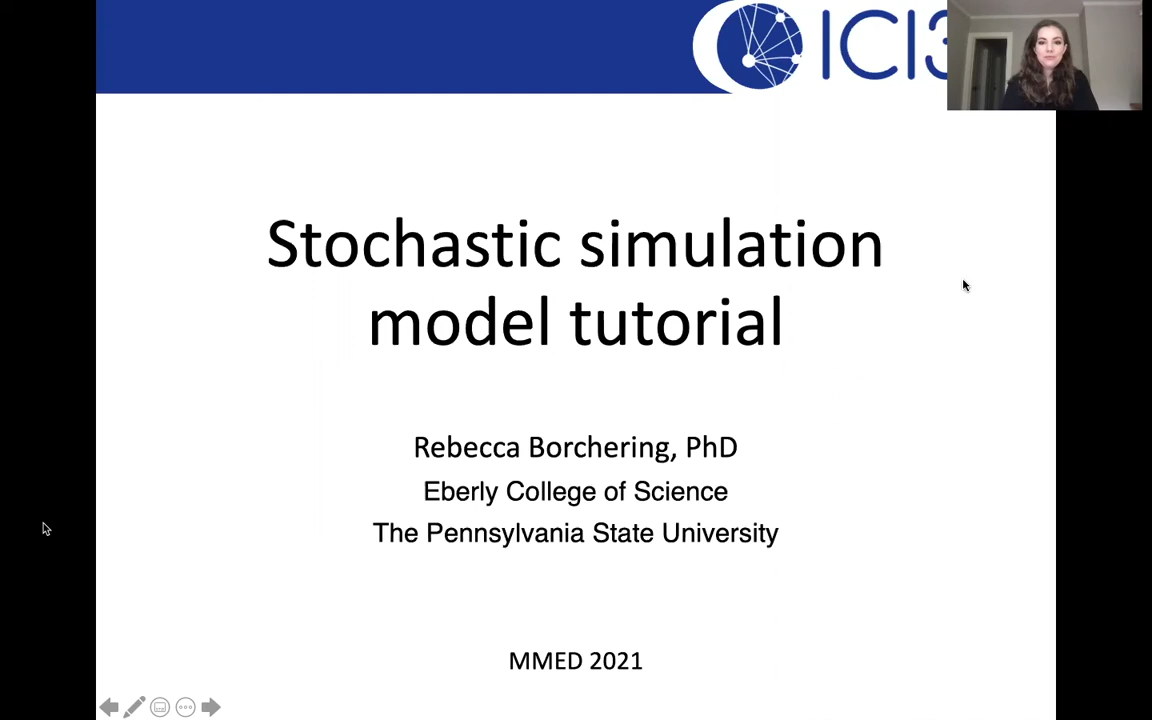 ICI3
Stochastic simulation
model tutorial
Rebecca Borchering, PhD
Eberly College of Science
The Pennsylvania State University
MMED 2021